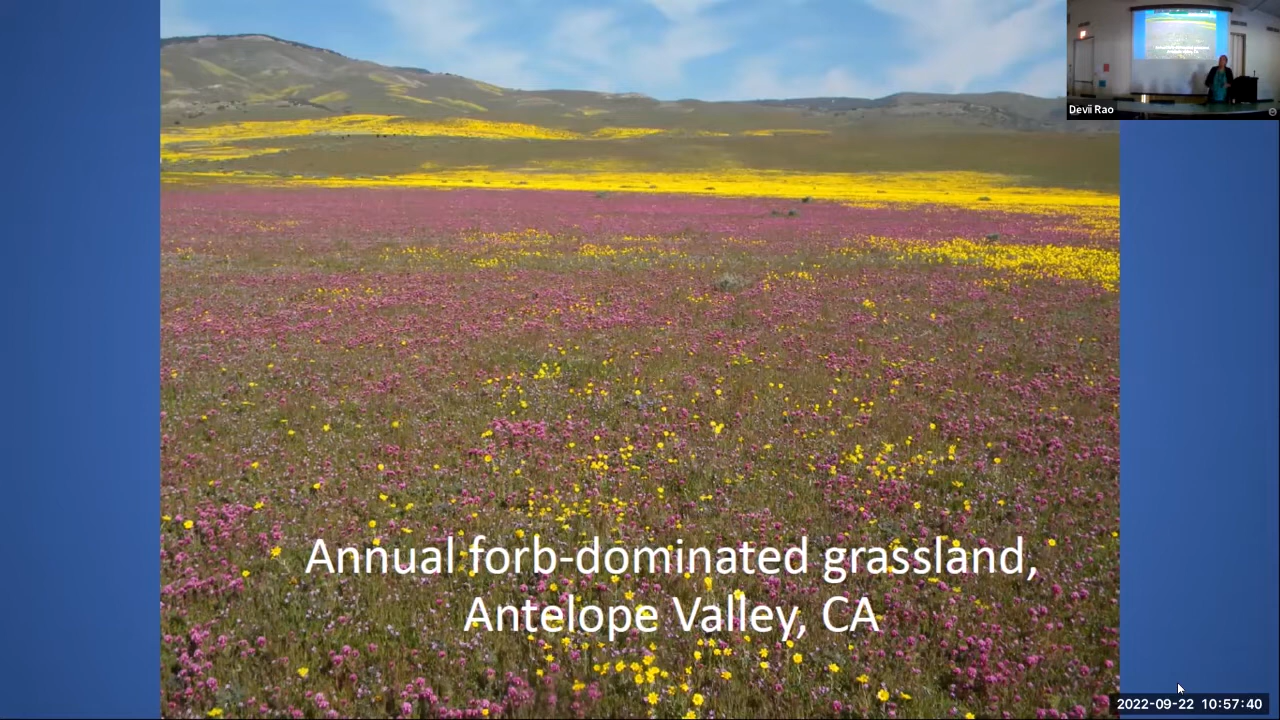 Devii Rao
Annual forb-dominated grassland,
Antelope Valley, CA
2022-09-22 10:57:40